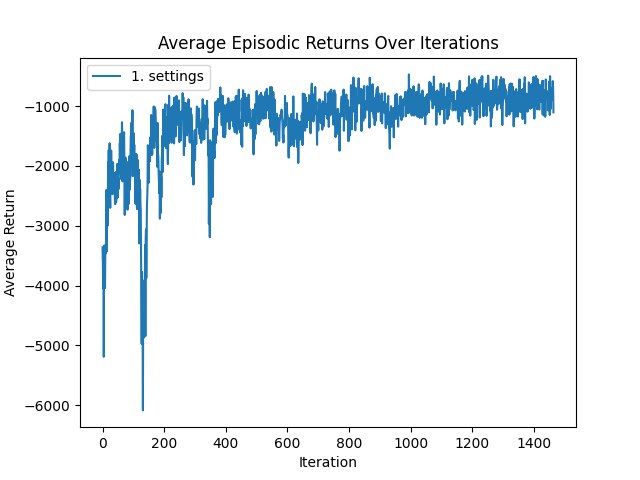 Average Episodic Returns Over Iterations
1. settings
−1000
−2000
−3000
−4000
−5000
−6000
Average Return
0 200 400 600 800 1000 1200 1400
Iteration